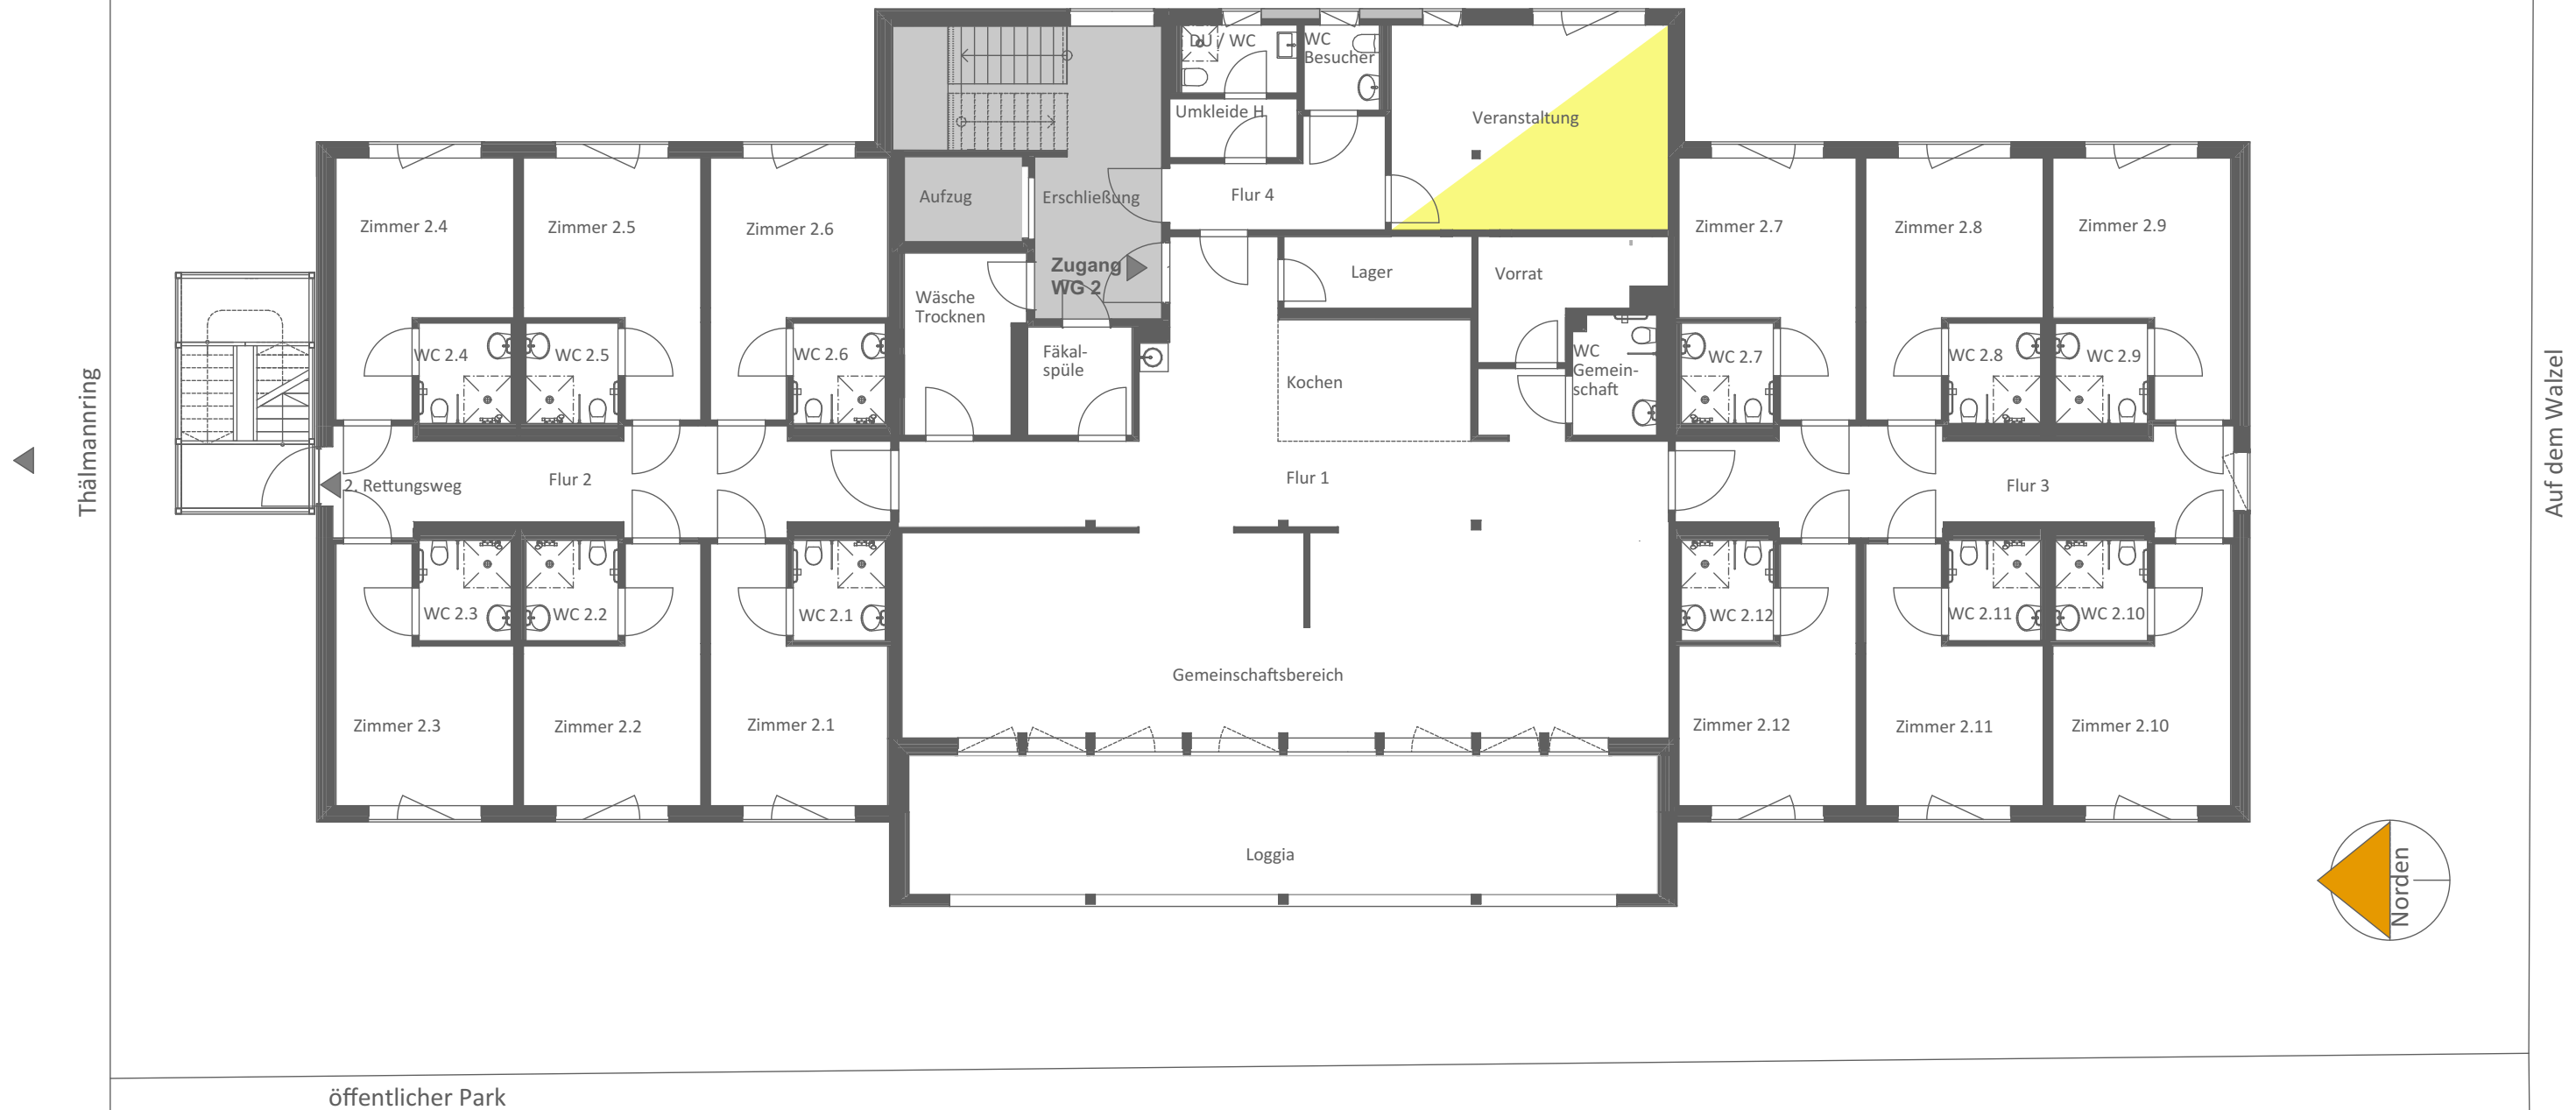 DU / WC
WC
Besucher
Umkleide H
Veranstaltung
Aufzug
Erschließung
Flur 4
Zimmer 2.4
Zimmer 2.5
Zimmer 2.6
Zimmer 2.7
Zimmer 2.8
Zimmer 2.9
Zugang
WG 2
Lager
Vorrat
Wäsche
Trocknen
Fäkal-
spüle
Kochen
WC
Gemein-
schaft
WC 2.4
WC 2.5
WC 2.6
WC 2.7
WC 2.8
WC 2.9
Thälmannring
Auf dem Walzel
2. Rettungsweg
Flur 2
Flur 1
Flur 3
WC 2.3
WC 2.2
WC 2.1
WC 2.12
WC 2.11
WC 2.10
Gemeinschaftsbereich
Zimmer 2.3
Zimmer 2.2
Zimmer 2.1
Zimmer 2.12
Zimmer 2.11
Zimmer 2.10
Loggia
Norden
öffentlicher Park